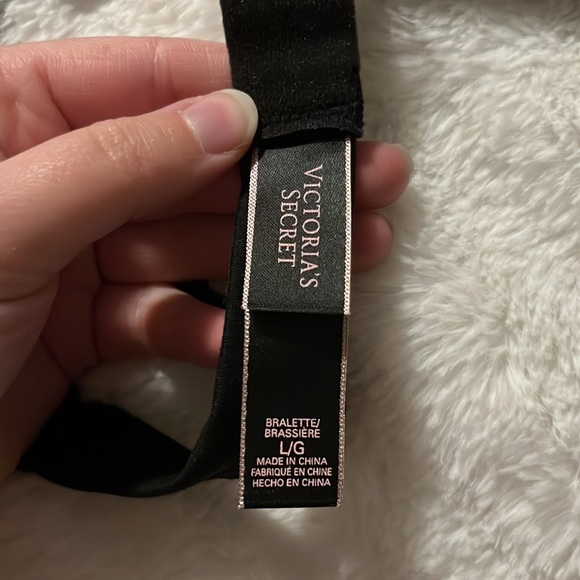 VICTORIA'S
SECRET
BRALETTE/
BRASSIÈRE
L/G
MADE IN CHINA
FABRIQUÉ EN CHINE
HECHO EN CHINA